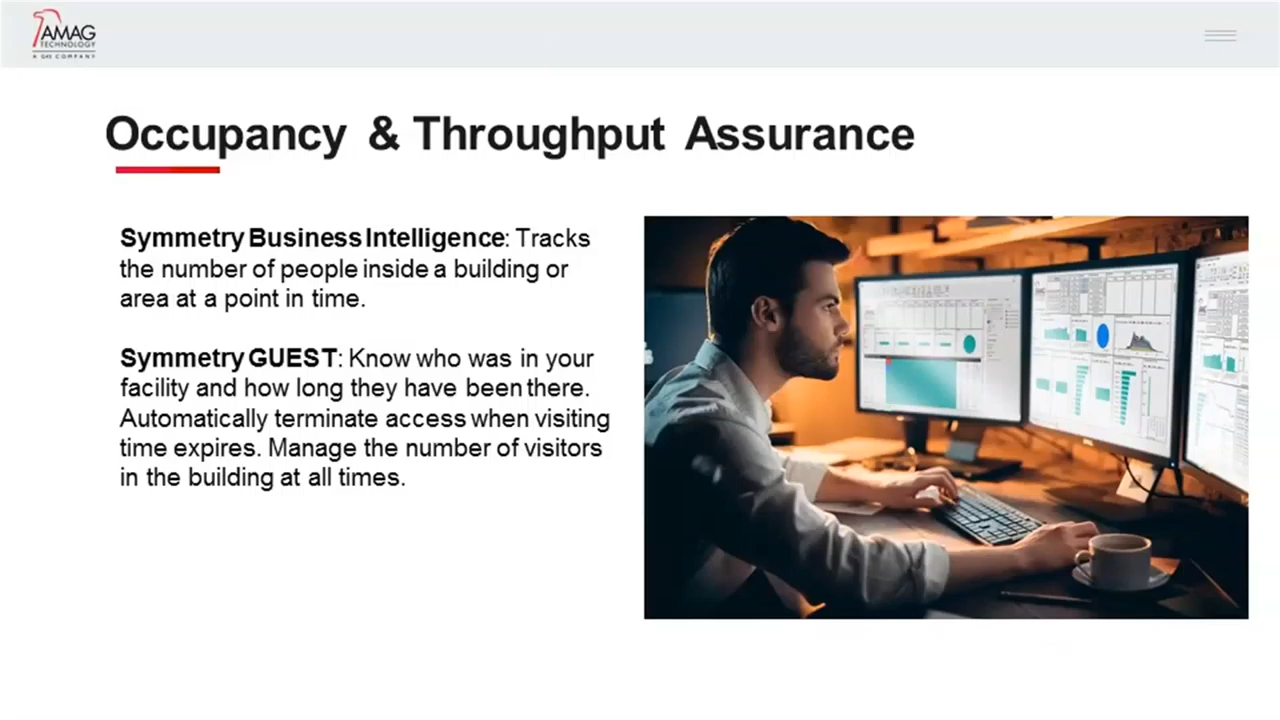 AMAG
TECHNOLOGY
A G4S COMPANY
Occupancy & Throughput Assurance
Symmetry Business Intelligence: Tracks
the number of people inside a building or
area at a point in time.
Symmetry GUEST: Know who was in your
facility and how long they have been there.
Automatically terminate access when visiting
time expires. Manage the number of visitors
in the building at all times.